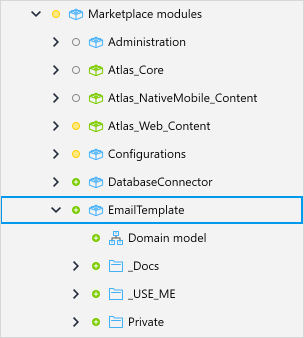 Marketplace modules
Administration
Atlas_Core
Atlas_NativeMobile_Content
Atlas_Web_Content
Configurations
DatabaseConnector
EmailTemplate
Domain model
_Docs
_USE_ME
Private